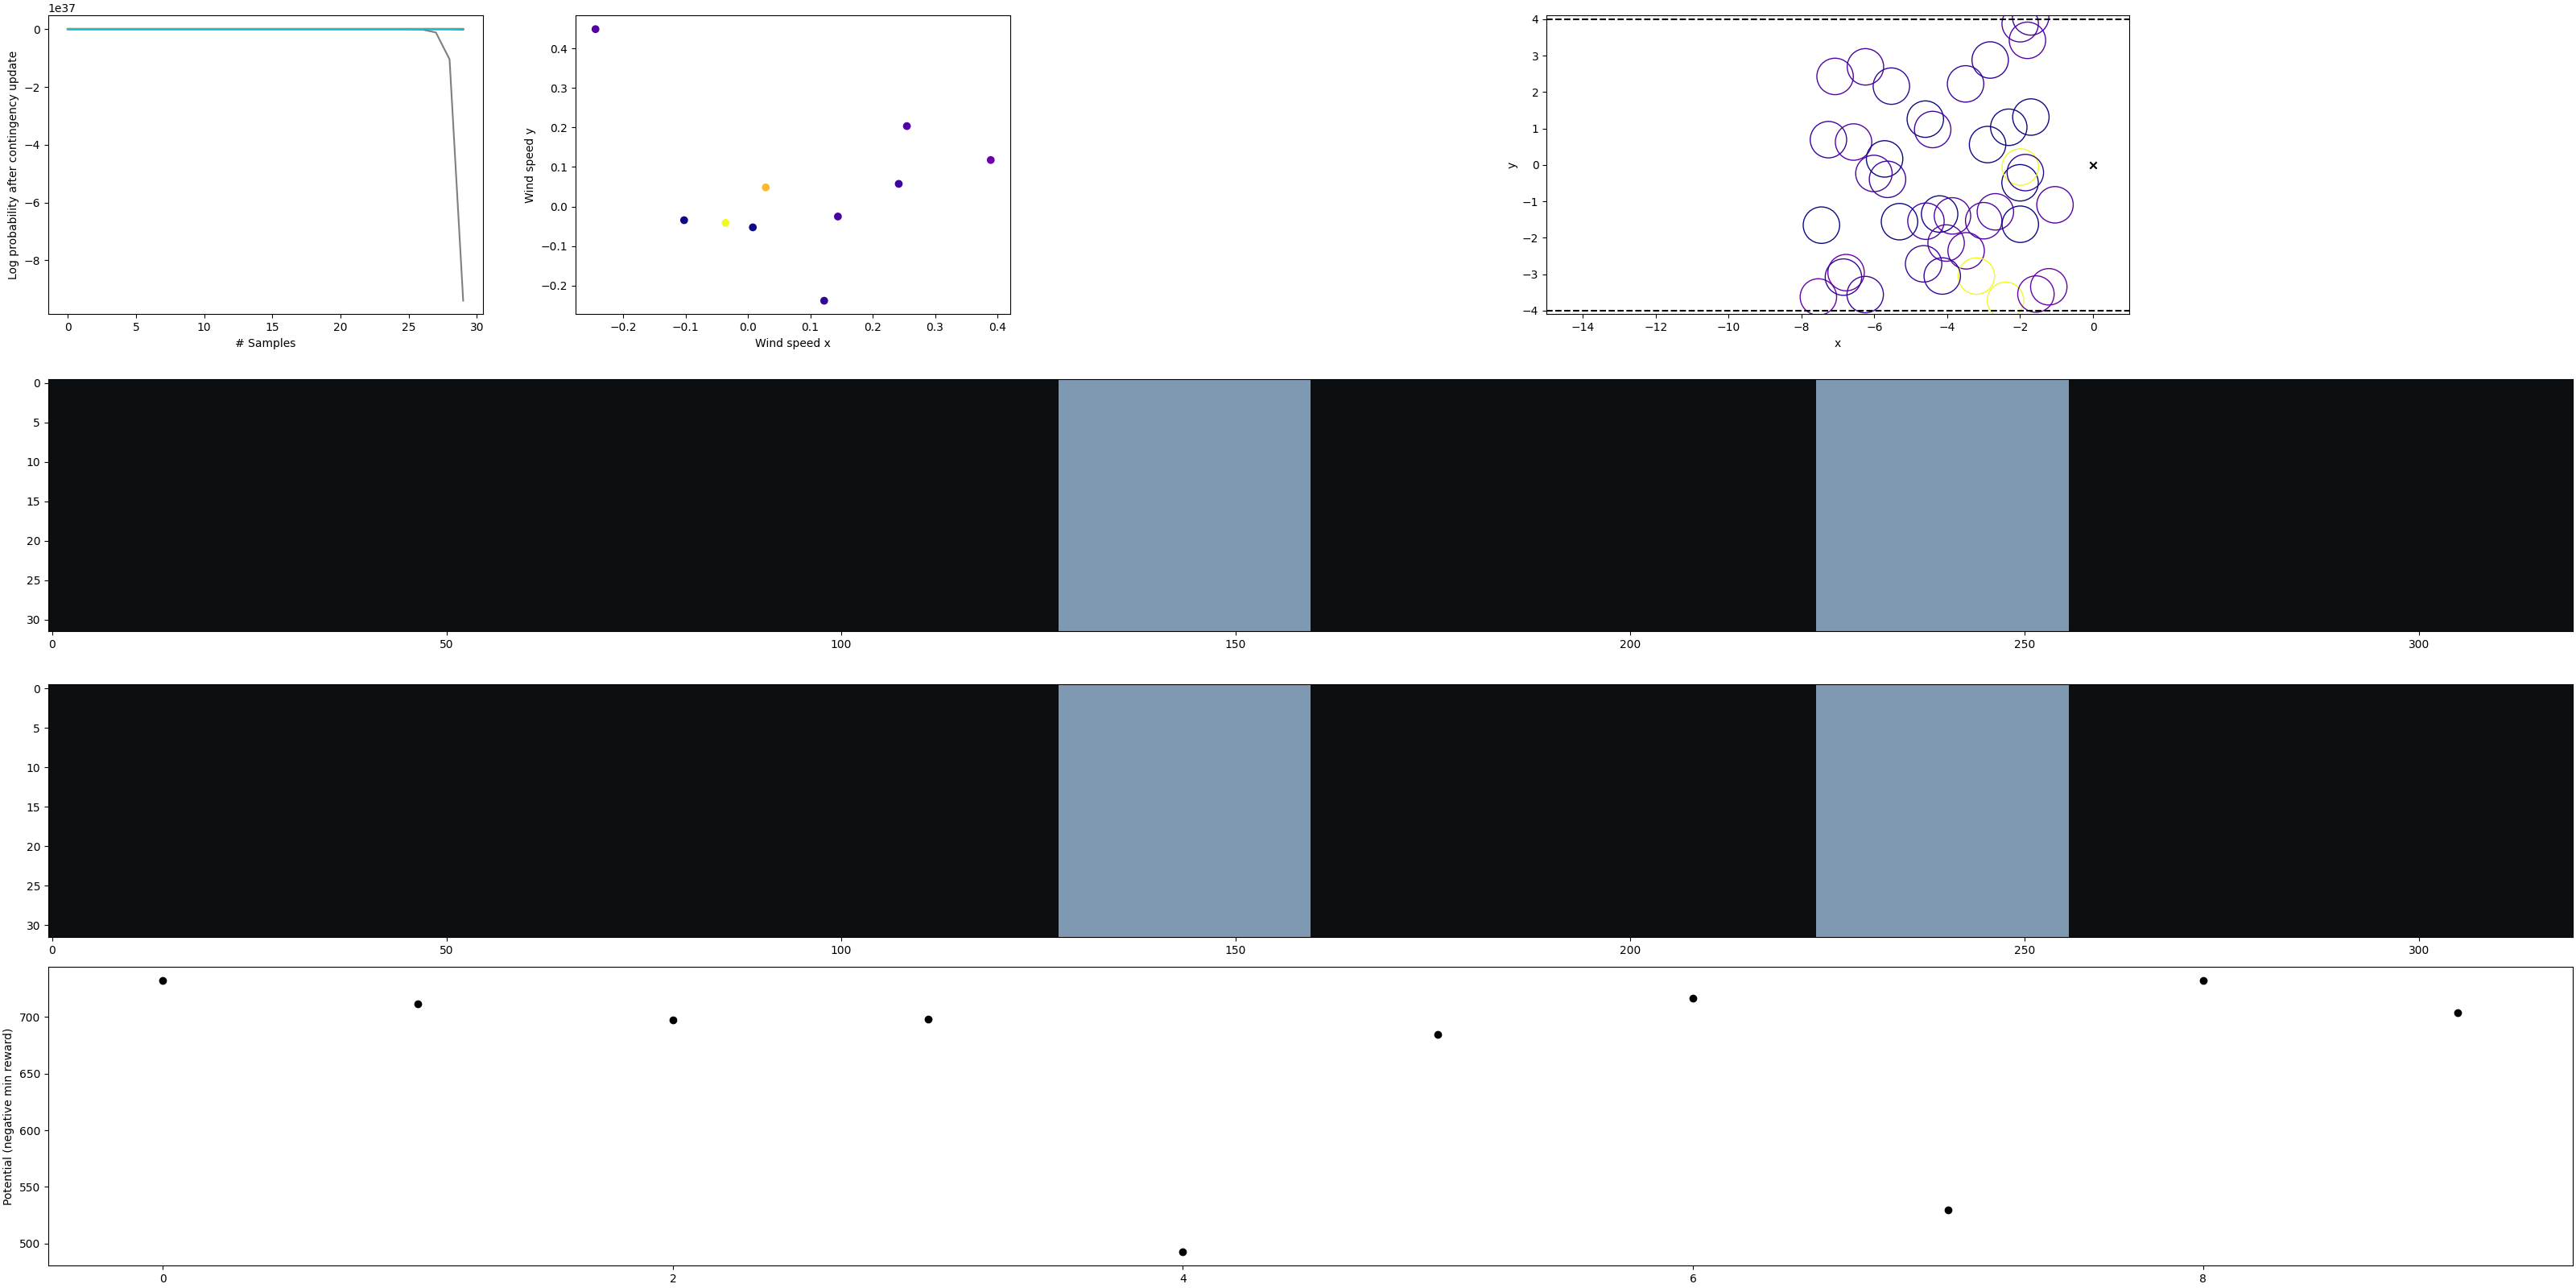 1e37
0
−2
−4
−6
−8
Log probability after contingency update
0 5 10 15 20 25 30
# Samples
0.4
0.3
0.2
0.1
0.0
−0.1
−0.2
Wind speed y
−0.2 −0.1 0.0 0.1 0.2 0.3 0.4
Wind speed x
4
3
2
1
0
−1
−2
−3
−4
y
−14 −12 −10 −8 −6 −4 −2 0
x
0
5
10
15
20
25
30
0 50 100 150 200 250 300
0
5
10
15
20
25
30
0 50 100 150 200 250 300
700
650
600
550
500
Potential (negative min reward)
0 2 4 6 8